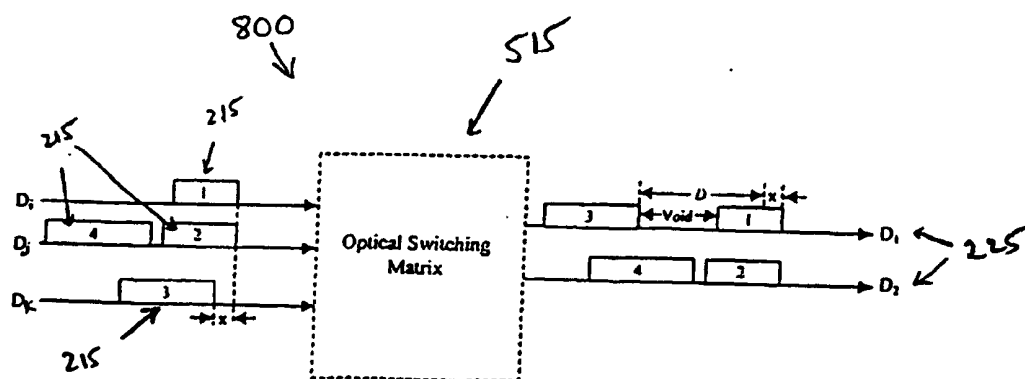 800
515
215
215
1
Di
4
2
Dj
3
Dk
x
215
Optical Switching
Matrix
D
x
3
Void
1
D1
225
4
2
D2